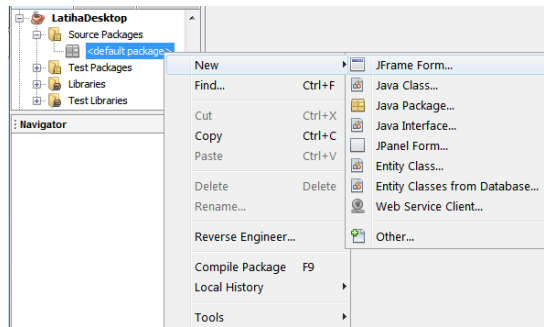 LatihaDesktop
Source Packages
<default package>
Test Packages
Libraries
Test Libraries
Navigator
New
Find... Ctrl+F
Cut Ctrl+X
Copy Ctrl+C
Paste Ctrl+V
Delete Delete
Rename...
Reverse Engineer...
Compile Package F9
Local History
Tools
JFrame Form...
Java Class...
Java Package...
Java Interface...
JPanel Form...
Entity Class...
Entity Classes from Database...
Web Service Client...
Other...